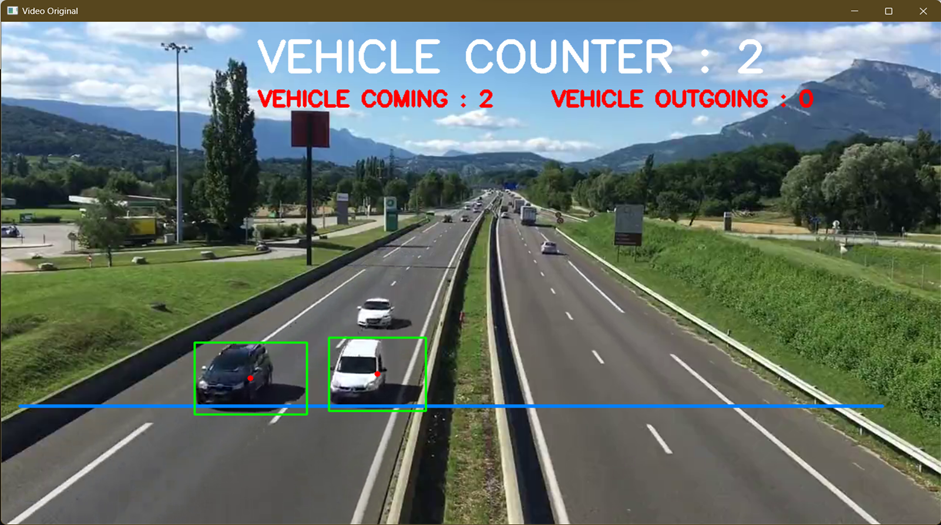 Video Original
VEHICLE COUNTER : 2
VEHICLE COMING : 2 VEHICLE OUTGOING : 0